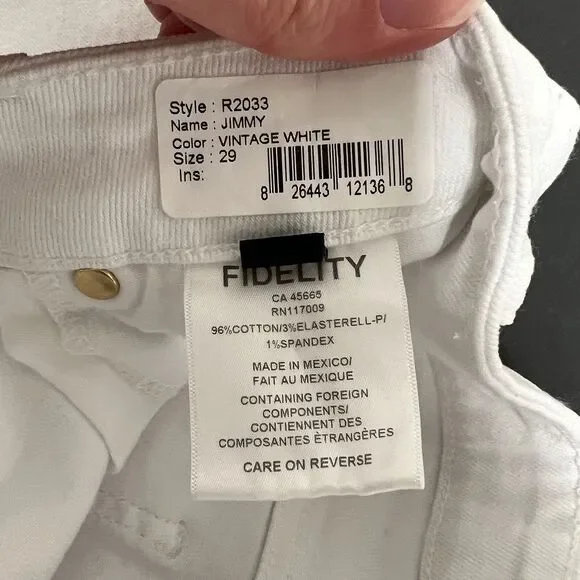 Style : R2033
Name : JIMMY
Color : VINTAGE WHITE
Size : 29
Ins:
8 26443 12136 8
FIDELITY
CA 45665
RN117009
96%COTTON/3%ELASTERELL-P/
1%SPANDEX
MADE IN MEXICO/
FAIT AU MEXIQUE
CONTAINING FOREIGN
COMPONENTS/
CONTIENNENT DES
COMPOSANTES ÈTRANGÈRES
CARE ON REVERSE